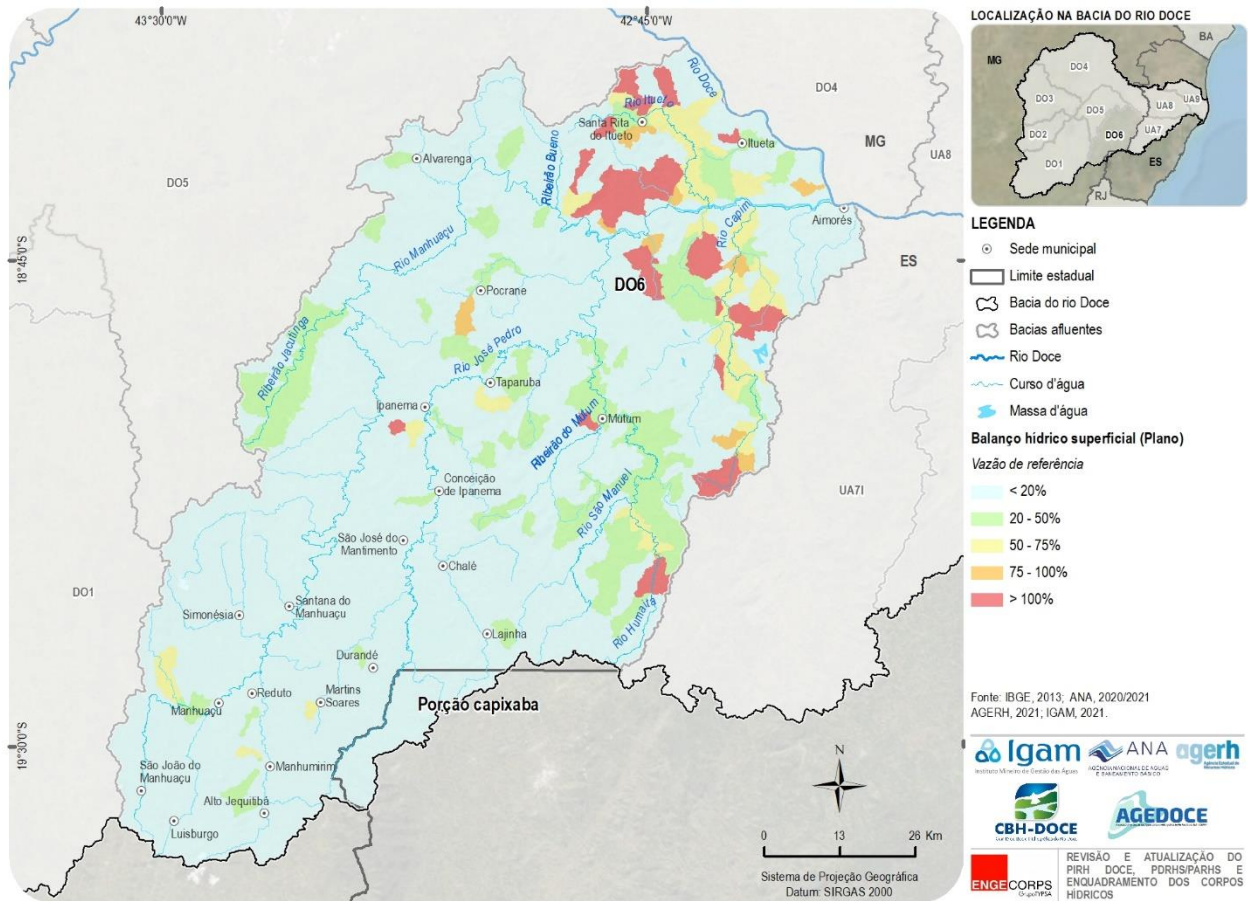 43°30'0"W
42°45'0"W
18°45'0"S
19°30'0"S
DO4
MG
UA8
DO5
ES
UA7I
DO1
DO6
Porção capixaba
Rio Doce
Rio Itueto
Santa Rita
do Itueto
Itueta
Alvarenga
Ribeirão Bueno
Aimorés
Rio Capim
Rio Manhuaçu
Pocrane
Ribeirão Jacutinga
Rio José Pedro
Taparuba
Ipanema
Mutum
Ribeirão do Mutum
Conceição
de Ipanema
Rio São Manuel
São José do
Mantimento
Chalé
Simonésia
Santana do
Manhuaçu
Lajinha
Rio Humaitá
Durandé
Reduto
Martins
Soares
Manhuaçu
São João do
Manhuaçu
Manhumirim
Alto Jequitibá
Luisburgo
N
0 13 26 Km
Sistema de Projeção Geográfica
Datum: SIRGAS 2000
LOCALIZAÇÃO NA BACIA DO RIO DOCE
MG
BA
DO4
DO3
DO5
UA8
UA9
DO2
DO6
UA7
DO1
ES
RJ
LEGENDA
Sede municipal
Limite estadual
Bacia do rio Doce
Bacias afluentes
Rio Doce
Curso d'água
Massa d'água
Balanço hídrico superficial (Plano)
Vazão de referência
< 20%
20 - 50%
50 - 75%
75 - 100%
> 100%
Fonte: IBGE, 2013; ANA, 2020/2021
AGERH, 2021; IGAM, 2021.
Igam
Instituto Mineiro de Gestão das Águas
ANA
AGÊNCIA NACIONAL DE ÁGUAS
E SANEAMENTO BÁSICO
agerh
Agência Estadual de
Recursos Hídricos
CBH-DOCE
AGEDOCE
ENGECORPS
GrupoTYPSA
REVISÃO E ATUALIZAÇÃO DO
PIRH DOCE, PDRHS/PARHS E
ENQUADRAMENTO DOS CORPOS
HÍDRICOS